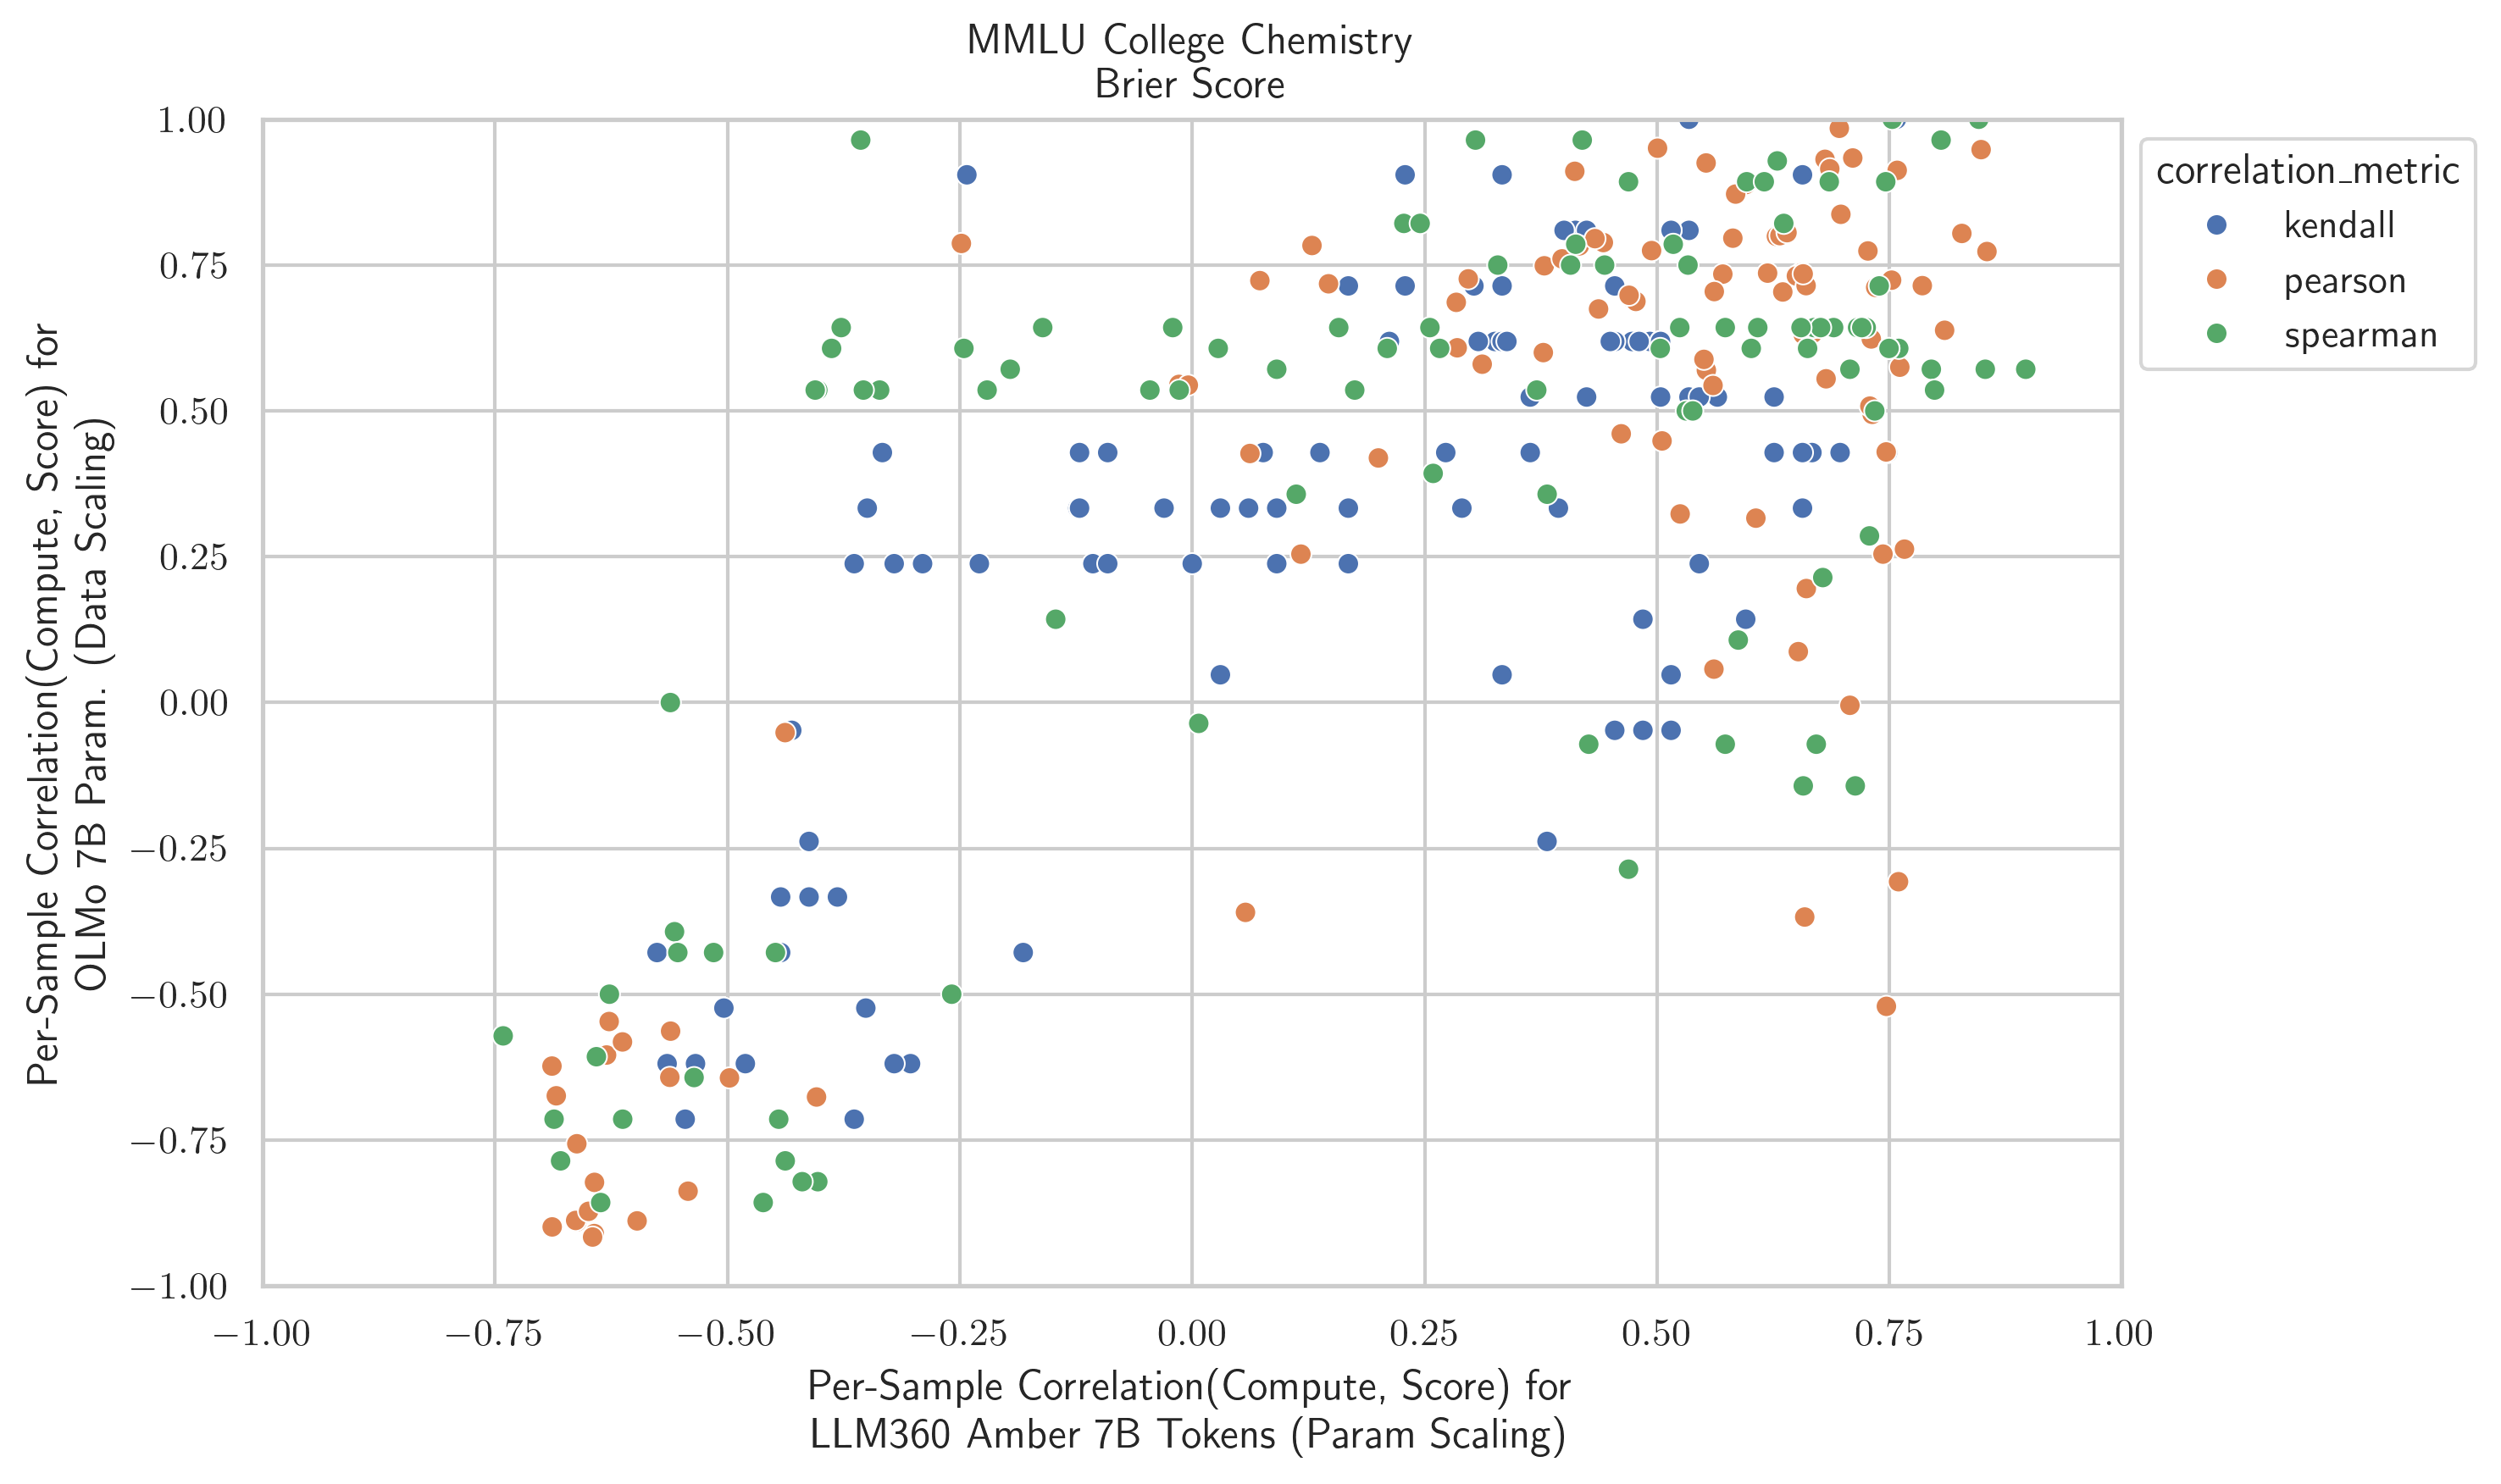 MMLU College Chemistry
Brier Score
Per-Sample Correlation(Compute, Score) for
OLMo 7B Param. (Data Scaling)
1.00
0.75
0.50
0.25
0.00
−0.25
−0.50
−0.75
−1.00
−1.00 −0.75 −0.50 −0.25 0.00 0.25 0.50 0.75 1.00
Per-Sample Correlation(Compute, Score) for
LLM360 Amber 7B Tokens (Param Scaling)
correlation_metric
kendall
pearson
spearman